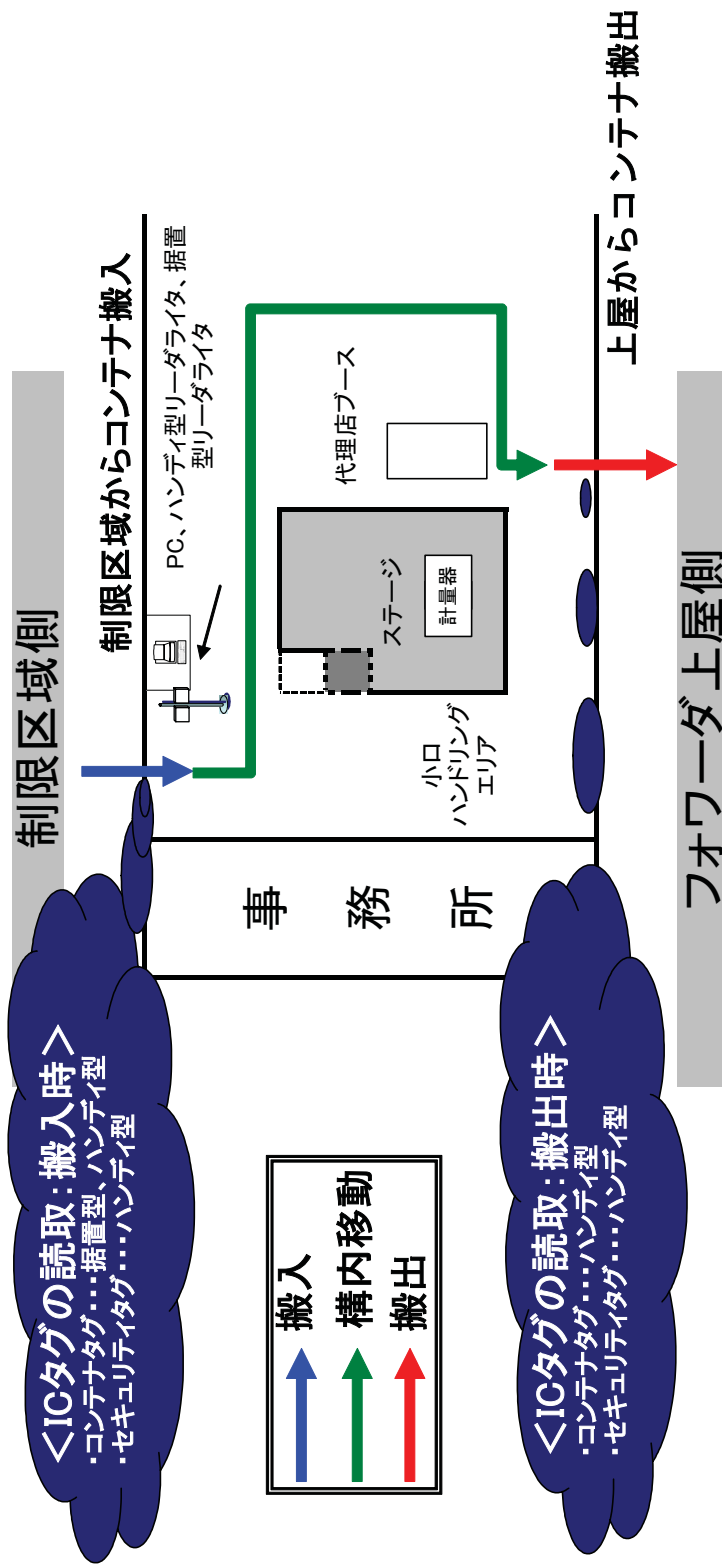 制限区域側
制限区域からコンテナ搬入
PC、ハンディ型リーダライタ、据置
型リーダライタ
<ICタグの読取:搬入時>
・コンテナタグ・・・据置型、ハンディ型
・セキュリティタグ・・・ハンディ型
事務所
小口
ハンドリング
エリア
ステージ
計量器
代理店ブース
搬入
構内移動
搬出
<ICタグの読取:搬出時>
・コンテナタグ・・・ハンディ型
・セキュリティタグ・・・ハンディ型
上屋からコンテナ搬出
フォワーダ上屋側